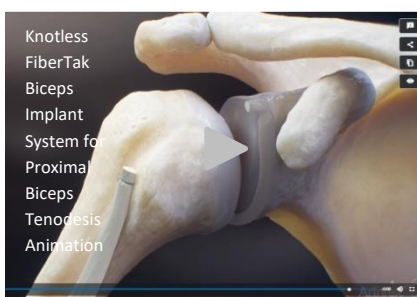 Knotless
FiberTak
Biceps
Implant
System for
Proximal
Biceps
Tenodesis
Animation